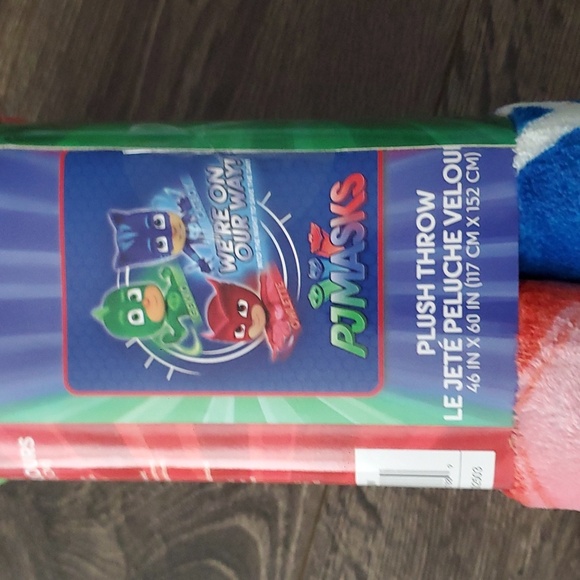 WE'RE ON
OUR WAY!
PJMASKS
PLUSH THROW
LE JETÉ PELUCHE VELOU
46 IN X 60 IN (117 CM X 152 CM)